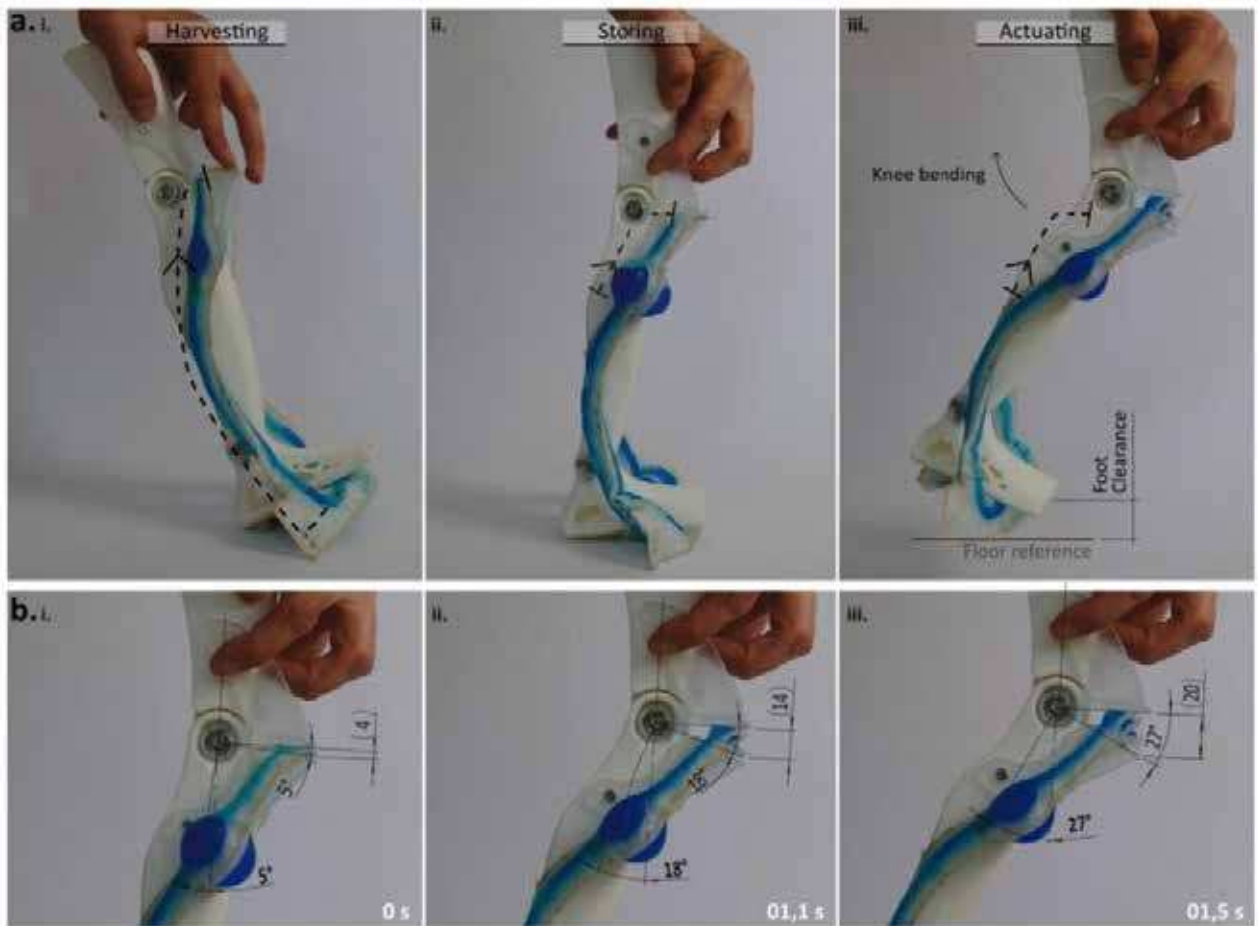 a. i.
Harvesting
ii.
Storing
iii.
Actuating
Knee bending
Foot
Clearance
Floor reference
b. i.
(4)
5°
5°
0 s
ii.
(14)
18°
18°
01,1 s
iii.
(20)
27°
27°
01,5 s